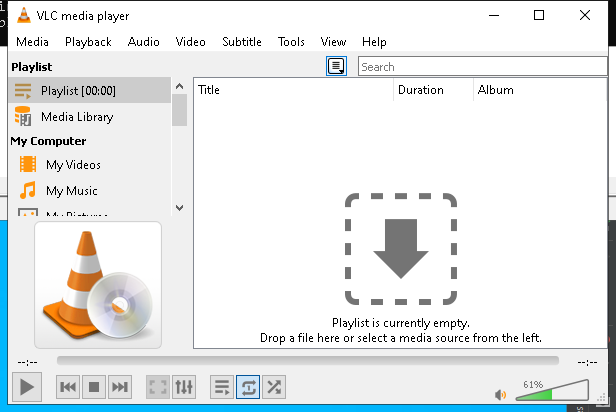 VLC media player
Media Playback Audio Video Subtitle Tools View Help
Playlist
Search
Playlist [00:00]
Title Duration Album
Media Library
My Computer
My Videos
My Music
My Pictures
Playlist is currently empty.
Drop a file here or select a media source from the left.
--:-- --:--
61%